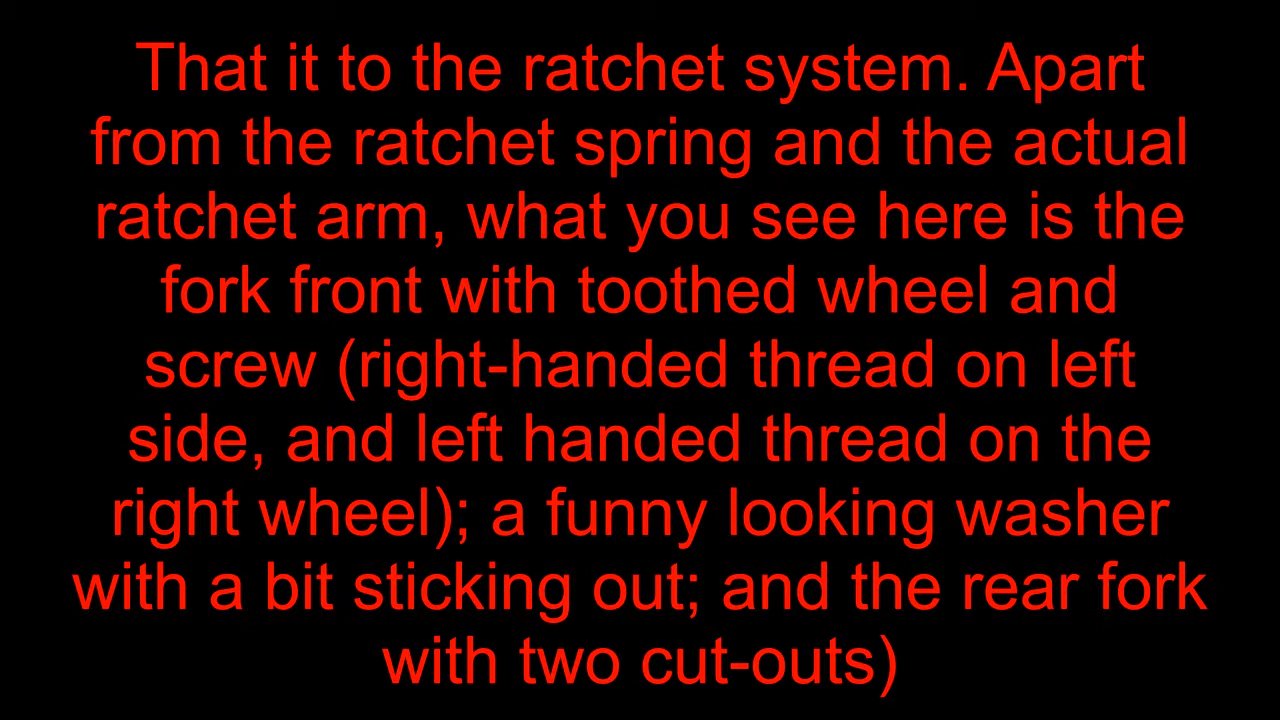 That it to the ratchet system. Apart
from the ratchet spring and the actual
ratchet arm, what you see here is the
fork front with toothed wheel and
screw (right-handed thread on left
side, and left handed thread on the
right wheel); a funny looking washer
with a bit sticking out; and the rear fork
with two cut-outs)